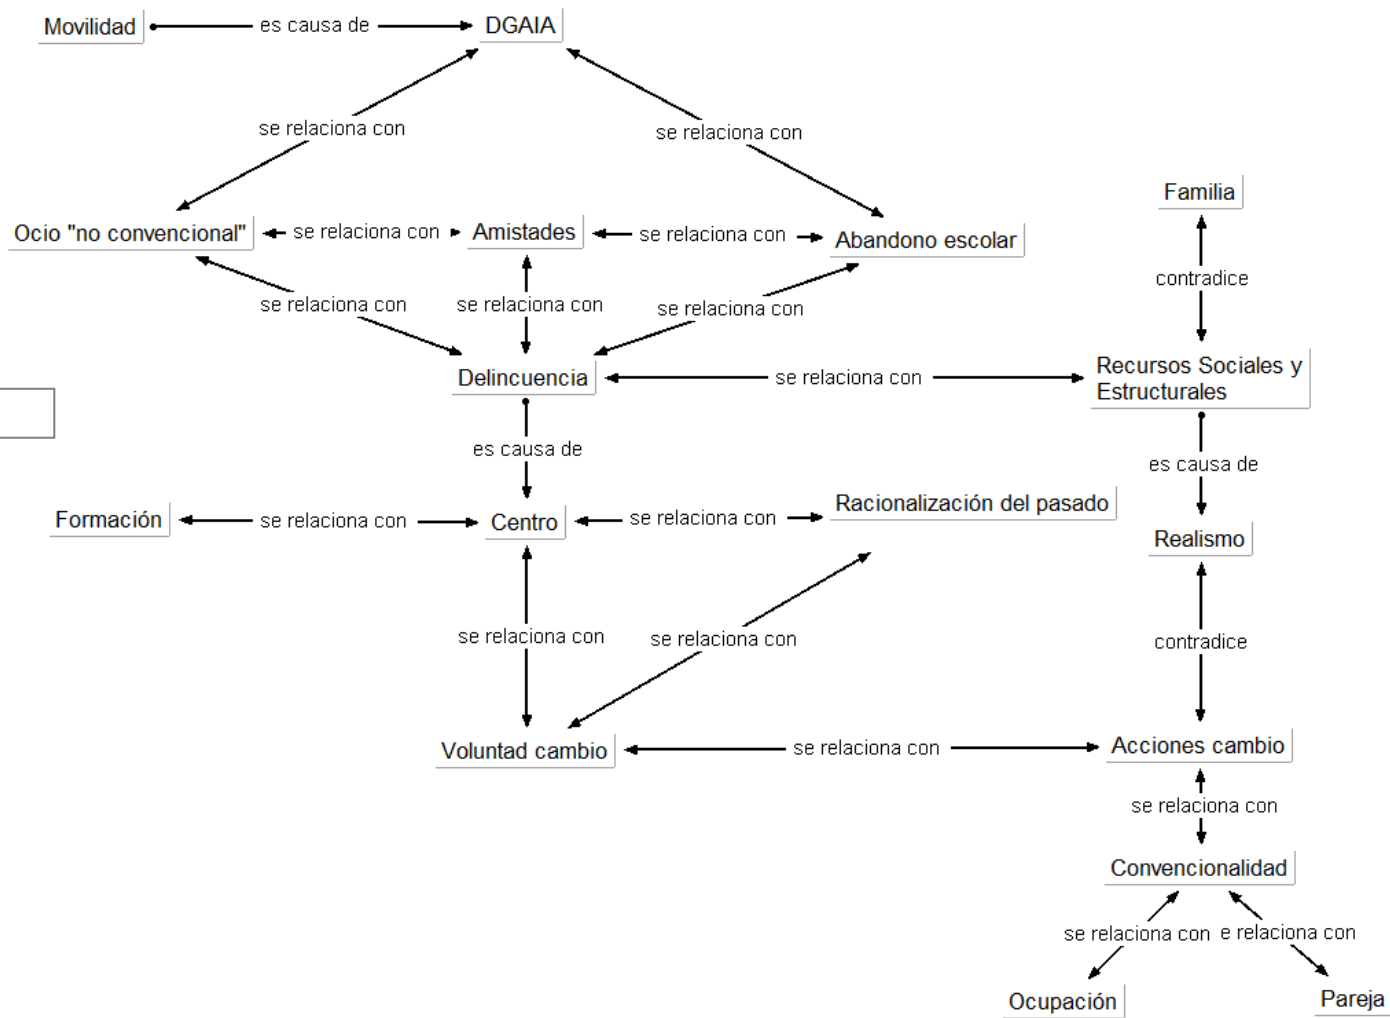 Movilidad
es causa de
DGAIA
se relaciona con
se relaciona con
Familia
Ocio "no convencional"
se relaciona con
Amistades
se relaciona con
Abandono escolar
contradice
se relaciona con
se relaciona con
se relaciona con
Delincuencia
se relaciona con
Recursos Sociales y
Estructurales
es causa de
es causa de
Formación
se relaciona con
Centro
se relaciona con
Racionalización del pasado
Realismo
se relaciona con
se relaciona con
contradice
Voluntad cambio
se relaciona con
Acciones cambio
se relaciona con
Convencionalidad
se relaciona con
e relaciona con
Ocupación
Pareja